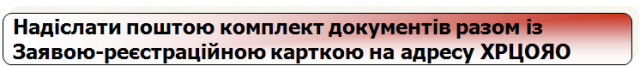 Надіслати поштою комплект документів разом із
Заявою-реєстраційною карткою на адресу ХРЦОЯО